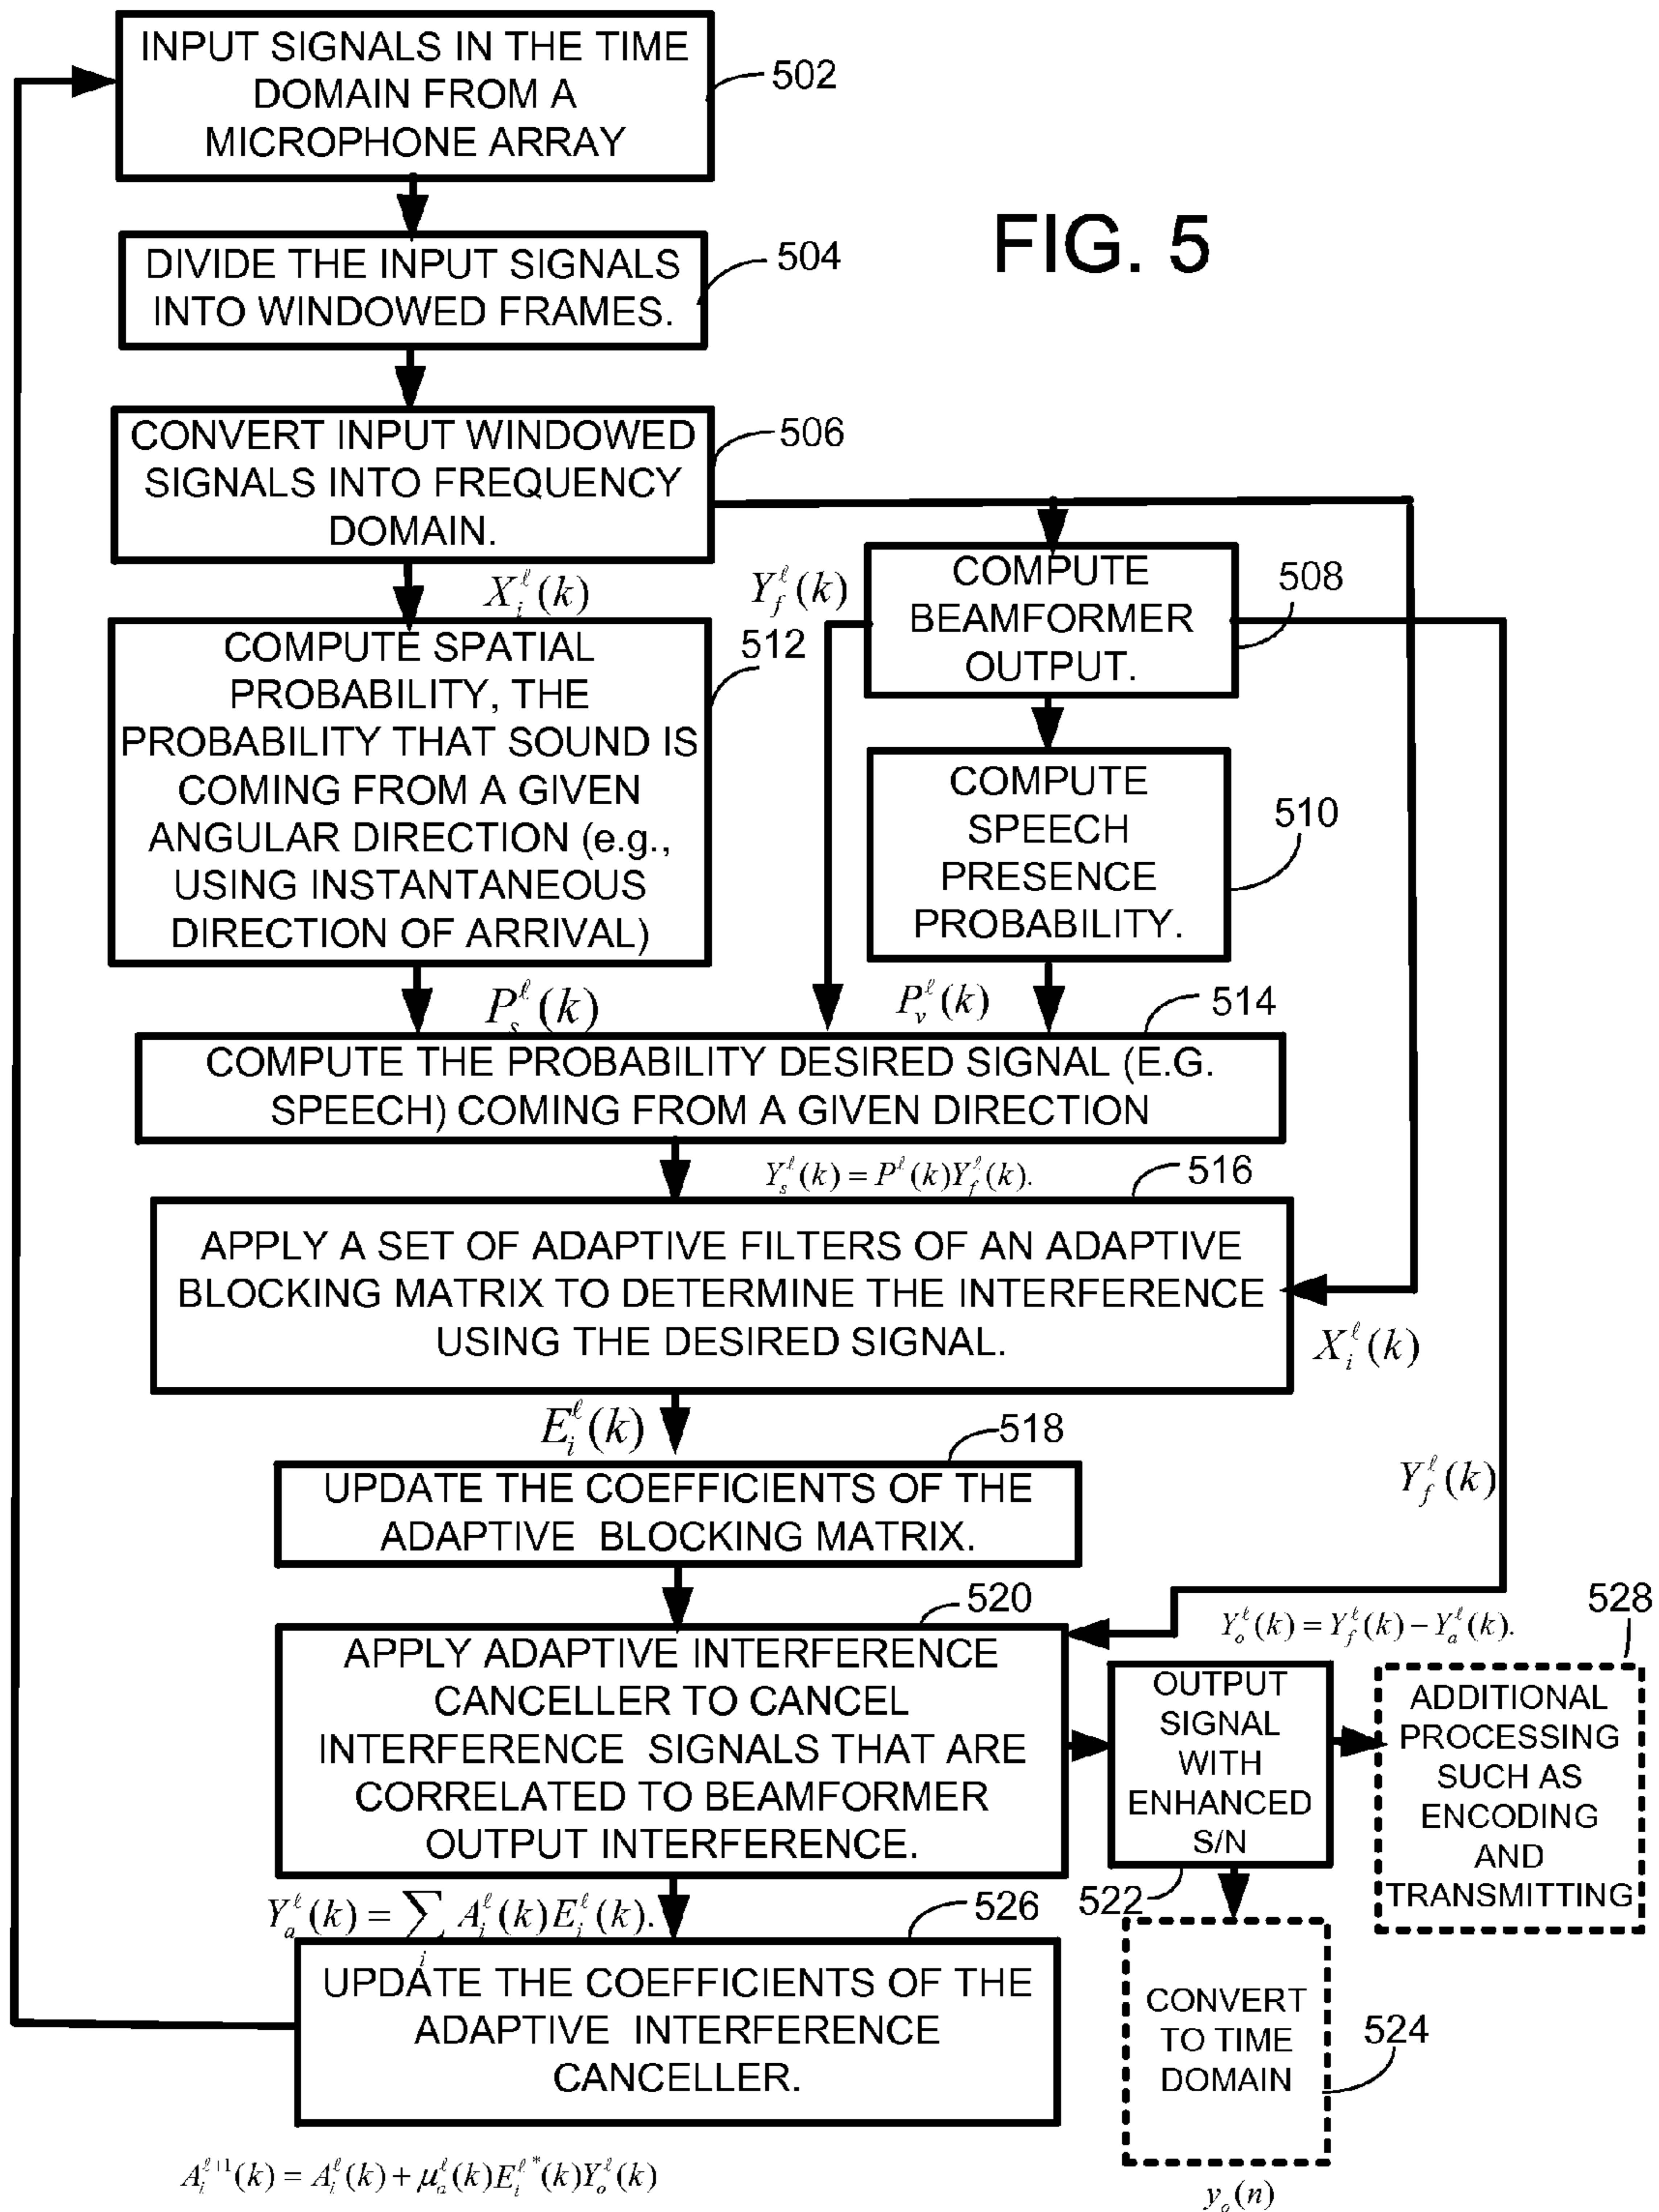 INPUT SIGNALS IN THE TIME
DOMAIN FROM A
MICROPHONE ARRAY
502
DIVIDE THE INPUT SIGNALS
INTO WINDOWED FRAMES.
504
FIG. 5
CONVERT INPUT WINDOWED
SIGNALS INTO FREQUENCY
DOMAIN.
506
X_i^ℓ(k)
Y_f^ℓ(k)
COMPUTE
BEAMFORMER
OUTPUT.
508
COMPUTE SPATIAL
PROBABILITY, THE
PROBABILITY THAT SOUND IS
COMING FROM A GIVEN
ANGULAR DIRECTION (e.g.,
USING INSTANTANEOUS
DIRECTION OF ARRIVAL)
512
COMPUTE
SPEECH
PRESENCE
PROBABILITY.
510
P_s^ℓ(k)
P_v^ℓ(k)
514
COMPUTE THE PROBABILITY DESIRED SIGNAL (E.G.
SPEECH) COMING FROM A GIVEN DIRECTION
Y_s^ℓ(k) = P^ℓ(k)Y_f^ℓ(k).
516
APPLY A SET OF ADAPTIVE FILTERS OF AN ADAPTIVE
BLOCKING MATRIX TO DETERMINE THE INTERFERENCE
USING THE DESIRED SIGNAL.
X_i^ℓ(k)
E_i^ℓ(k)
518
UPDATE THE COEFFICIENTS OF THE
ADAPTIVE BLOCKING MATRIX.
Y_f^ℓ(k)
520
APPLY ADAPTIVE INTERFERENCE
CANCELLER TO CANCEL
INTERFERENCE SIGNALS THAT ARE
CORRELATED TO BEAMFORMER
OUTPUT INTERFERENCE.
Y_o^ℓ(k) = Y_f^ℓ(k) − Y_a^ℓ(k).
528
OUTPUT
SIGNAL
WITH
ENHANCED
S/N
522
ADDITIONAL
PROCESSING
SUCH AS
ENCODING
AND
TRANSMITTING
Y_a^ℓ(k) = ∑_i A_i^ℓ(k)E_i^ℓ(k).
526
UPDATE THE COEFFICIENTS OF THE
ADAPTIVE INTERFERENCE
CANCELLER.
CONVERT
TO TIME
DOMAIN
524
A_i^{ℓ+1}(k) = A_i^ℓ(k) + μ_a^ℓ(k)E_i^{ℓ*}(k)Y_o^ℓ(k)
y_o(n)